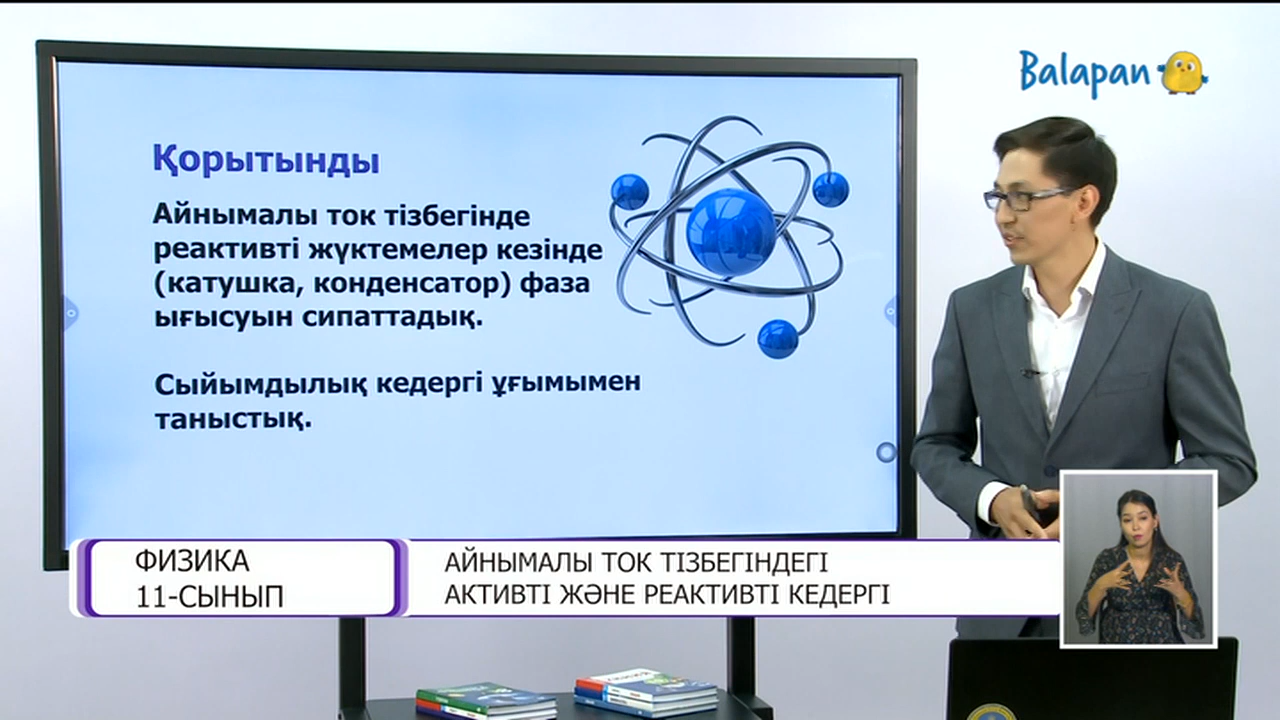 Balapan
Қорытынды
Айнымалы ток тізбегінде
реактивті жүктемелер кезінде
(катушка, конденсатор) фаза
ығысуын сипаттадық.
Сыйымдылық кедергі ұғымымен
таныстық.
ФИЗИКА
11-СЫНЫП
АЙНЫМАЛЫ ТОК ТІЗБЕГІНДЕГІ
АКТИВТІ ЖӘНЕ РЕАКТИВТІ КЕДЕРГІ